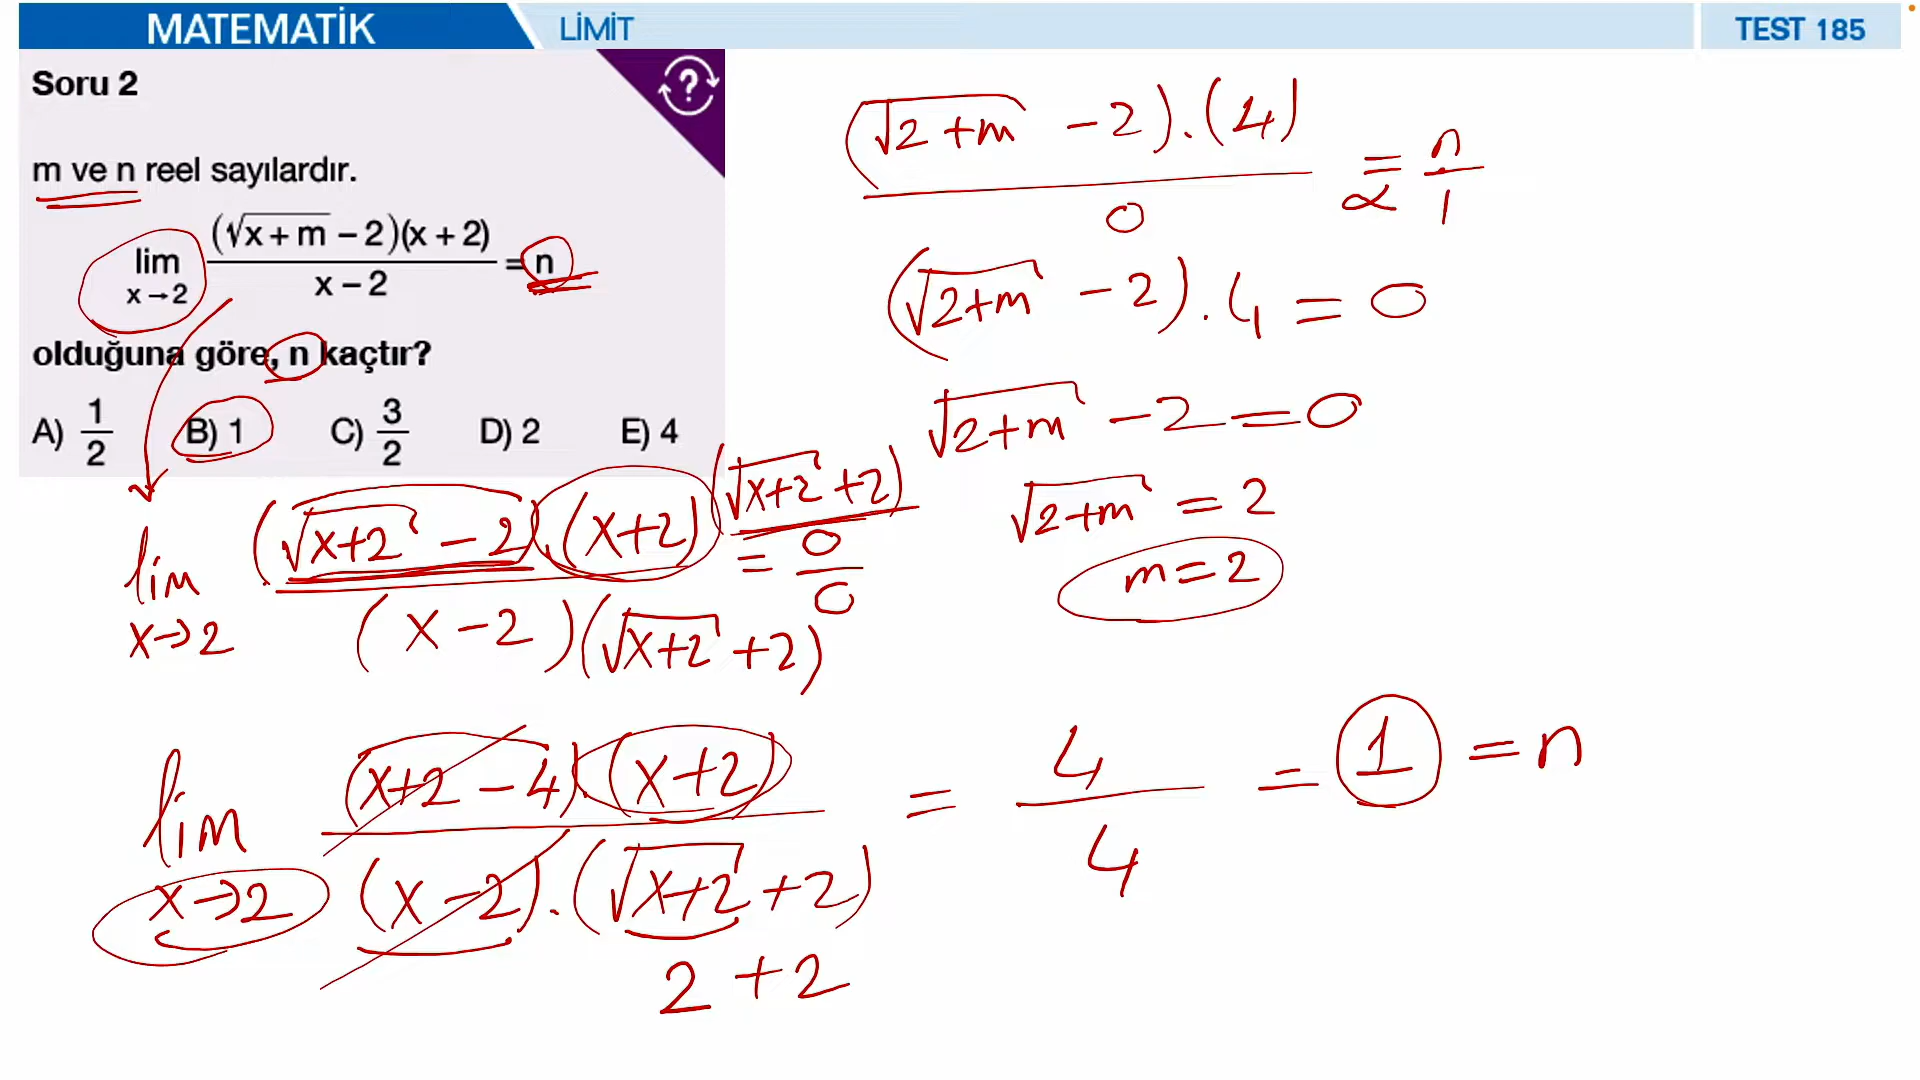 MATEMATİK LİMİT TEST 185
Soru 2
m ve n reel sayılardır.
lim x→2 ((√x+m − 2)(x + 2)) / (x − 2) = n
olduğuna göre, n kaçtır?
A) 1/2 B) 1 C) 3/2 D) 2 E) 4
((√2+m − 2).(4)) / 0 = n/1
(√2+m − 2).4 = 0
√2+m − 2 = 0
√2+m = 2
m = 2
lim x→2 ((√x+2 − 2).(x+2)(√x+2 + 2)) / ((x−2)(√x+2 + 2)) = 0/0
lim x→2 ((x+2−4).(x+2)) / ((x−2).(√x+2 + 2)) = 4/4 = 1 = n
2 + 2